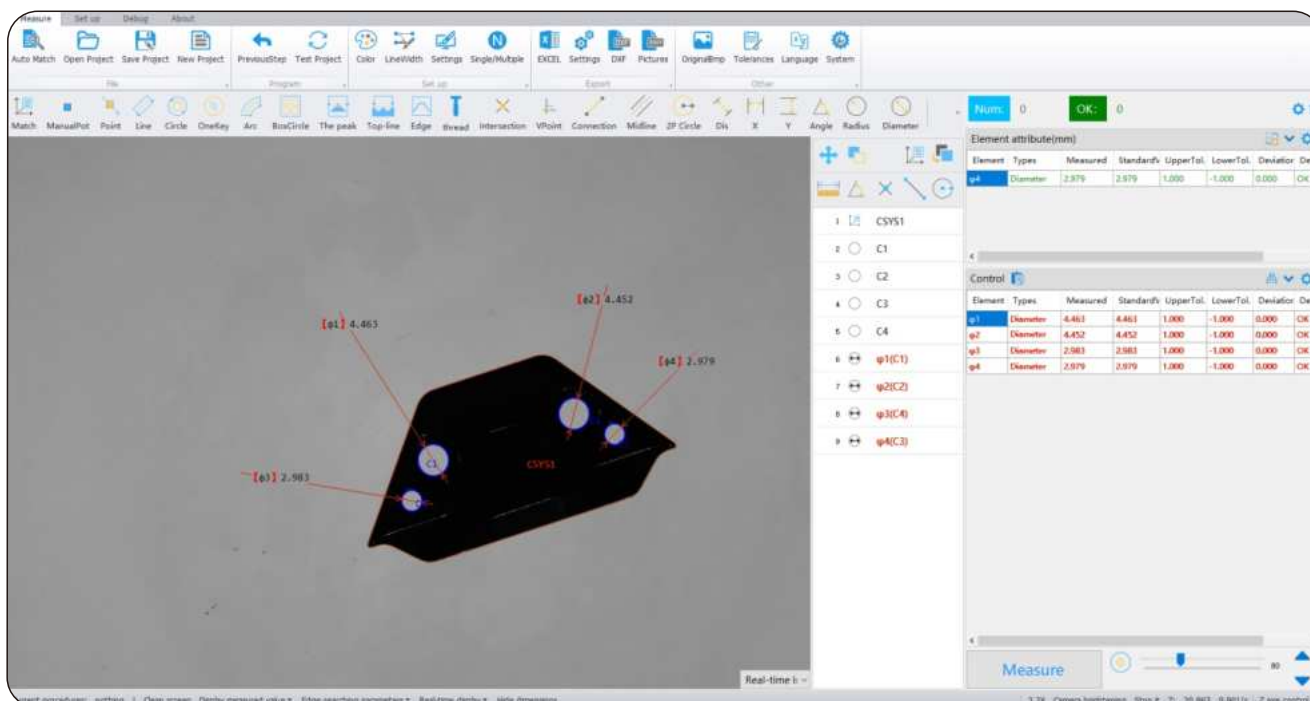 Measure Set up Debug About
Auto Match Open Project Save Project New Project PreviousStep Test Project Color LineWidth Settings Single/Multiple EXCEL Settings DXF Pictures OriginalBmp Tolerances Language System
File Program Set up Export Other
Match ManualPot Point Line Circle OneKey Arc BoxCircle The peak Top-line Edge thread Intersection VPoint Connection Midline 2P Circle Dis X Y Angle Radius Diameter
Num: 0 OK: 0
Element attribute(mm)
Element Types Measured Standard UpperTol. LowerTol. Deviation De
φ4 Diameter 2.979 2.979 1.000 -1.000 0.000 OK
1 CSYS1
2 C1
3 C2
4 C3
5 C4
6 φ1(C1)
7 φ2(C2)
8 φ3(C4)
9 φ4(C3)
Control
Element Types Measured Standard UpperTol. LowerTol. Deviation De
φ1 Diameter 4.463 4.463 1.000 -1.000 0.000 OK
φ2 Diameter 4.452 4.452 1.000 -1.000 0.000 OK
φ3 Diameter 2.983 2.983 1.000 -1.000 0.000 OK
φ4 Diameter 2.979 2.979 1.000 -1.000 0.000 OK
【φ2】4.452
【φ1】4.463
【φ4】2.979
C1
CSYS1
【φ3】2.983
Real-time
Measure
80